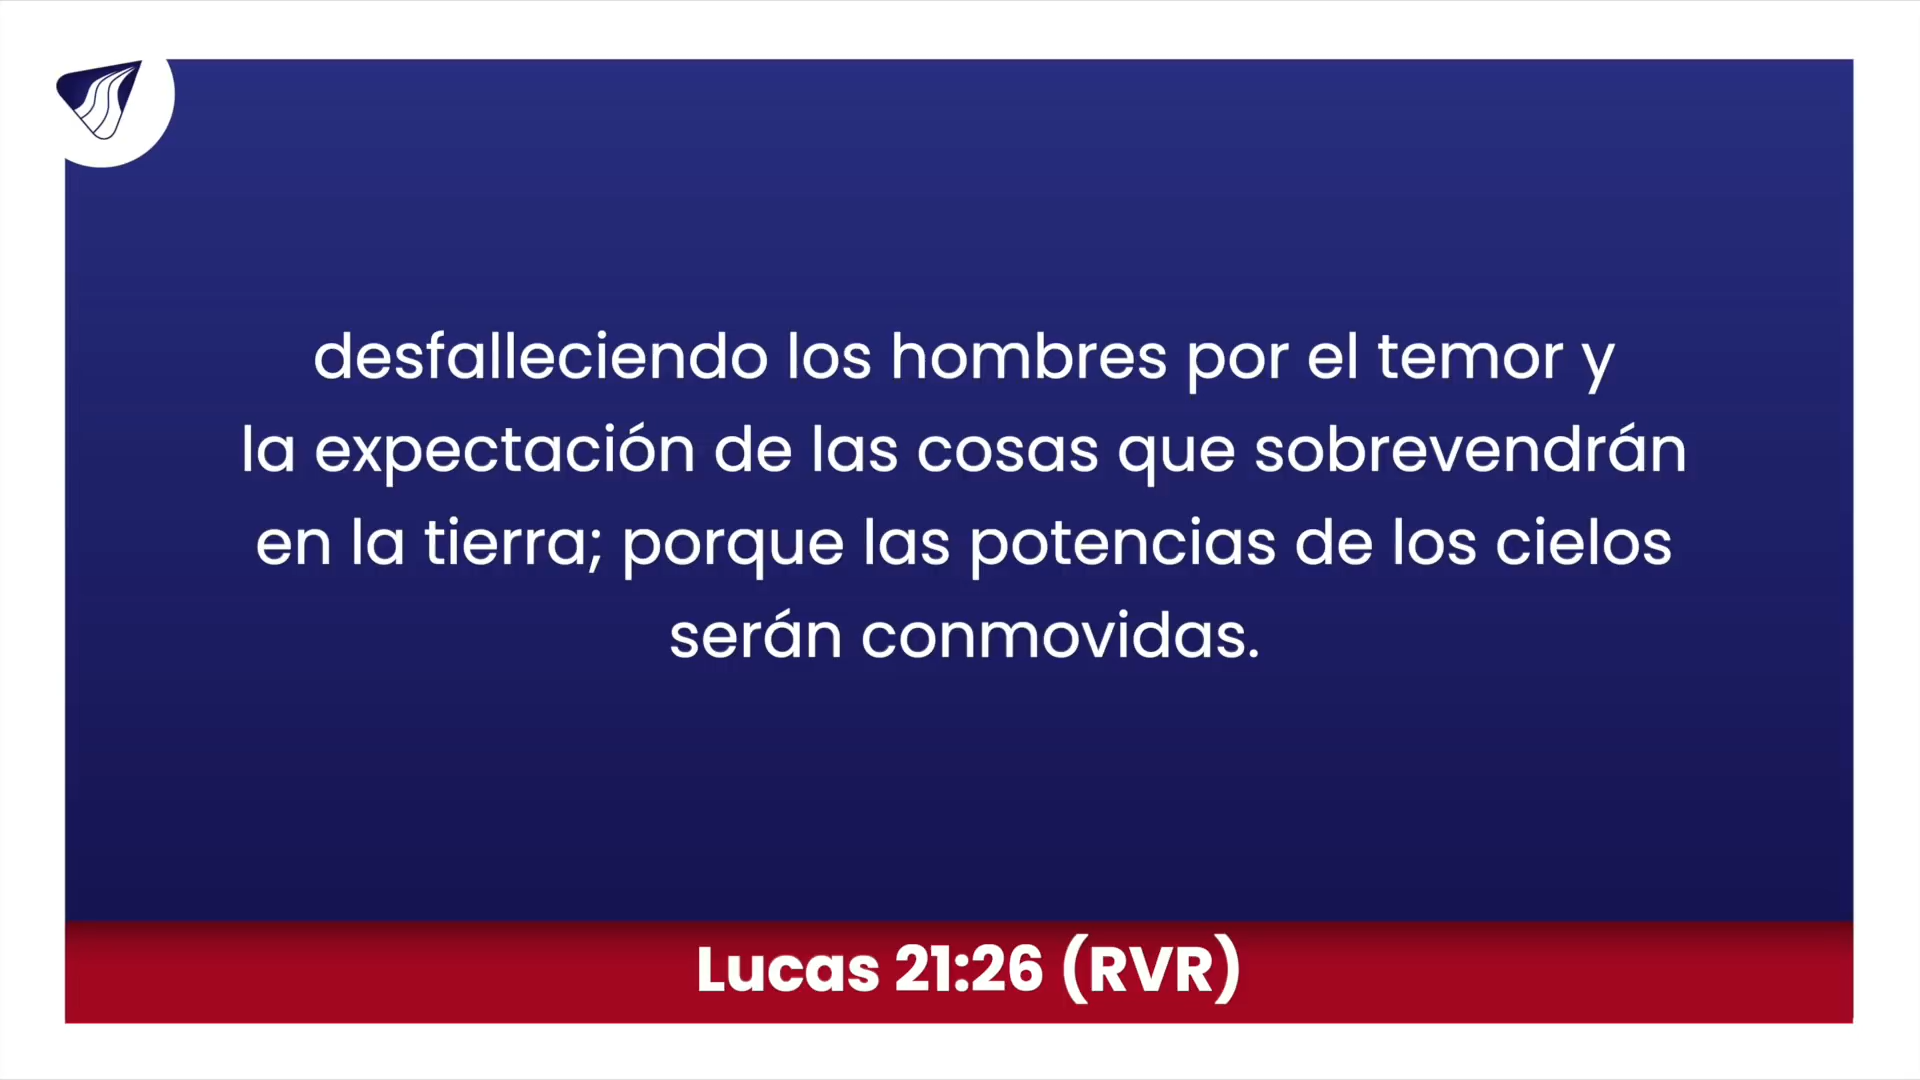 desfalleciendo los hombres por el temor y
la expectación de las cosas que sobrevendrán
en la tierra; porque las potencias de los cielos
serán conmovidas.
Lucas 21:26 (RVR)